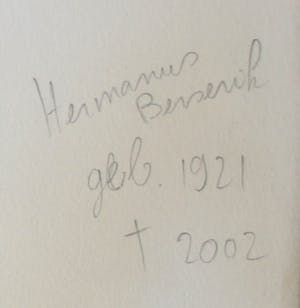 Hermanus
Berserik
geb. 1921
† 2002